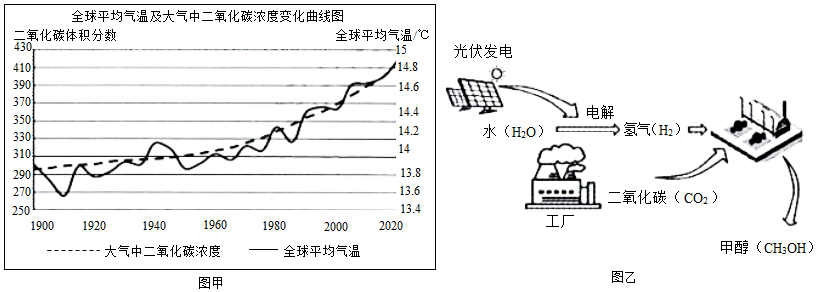 全球平均气温及大气中二氧化碳浓度变化曲线图
二氧化碳体积分数
全球平均气温/℃
430
410
390
370
350
330
310
290
270
250
15
14.8
14.6
14.4
14.2
14
13.8
13.6
13.4
1900 1920 1940 1960 1980 2000 2020
大气中二氧化碳浓度
全球平均气温
图甲
光伏发电
电解
水（H₂O）
氢气(H₂)
二氧化碳（CO₂）
工厂
甲醇(CH₃OH)
图乙